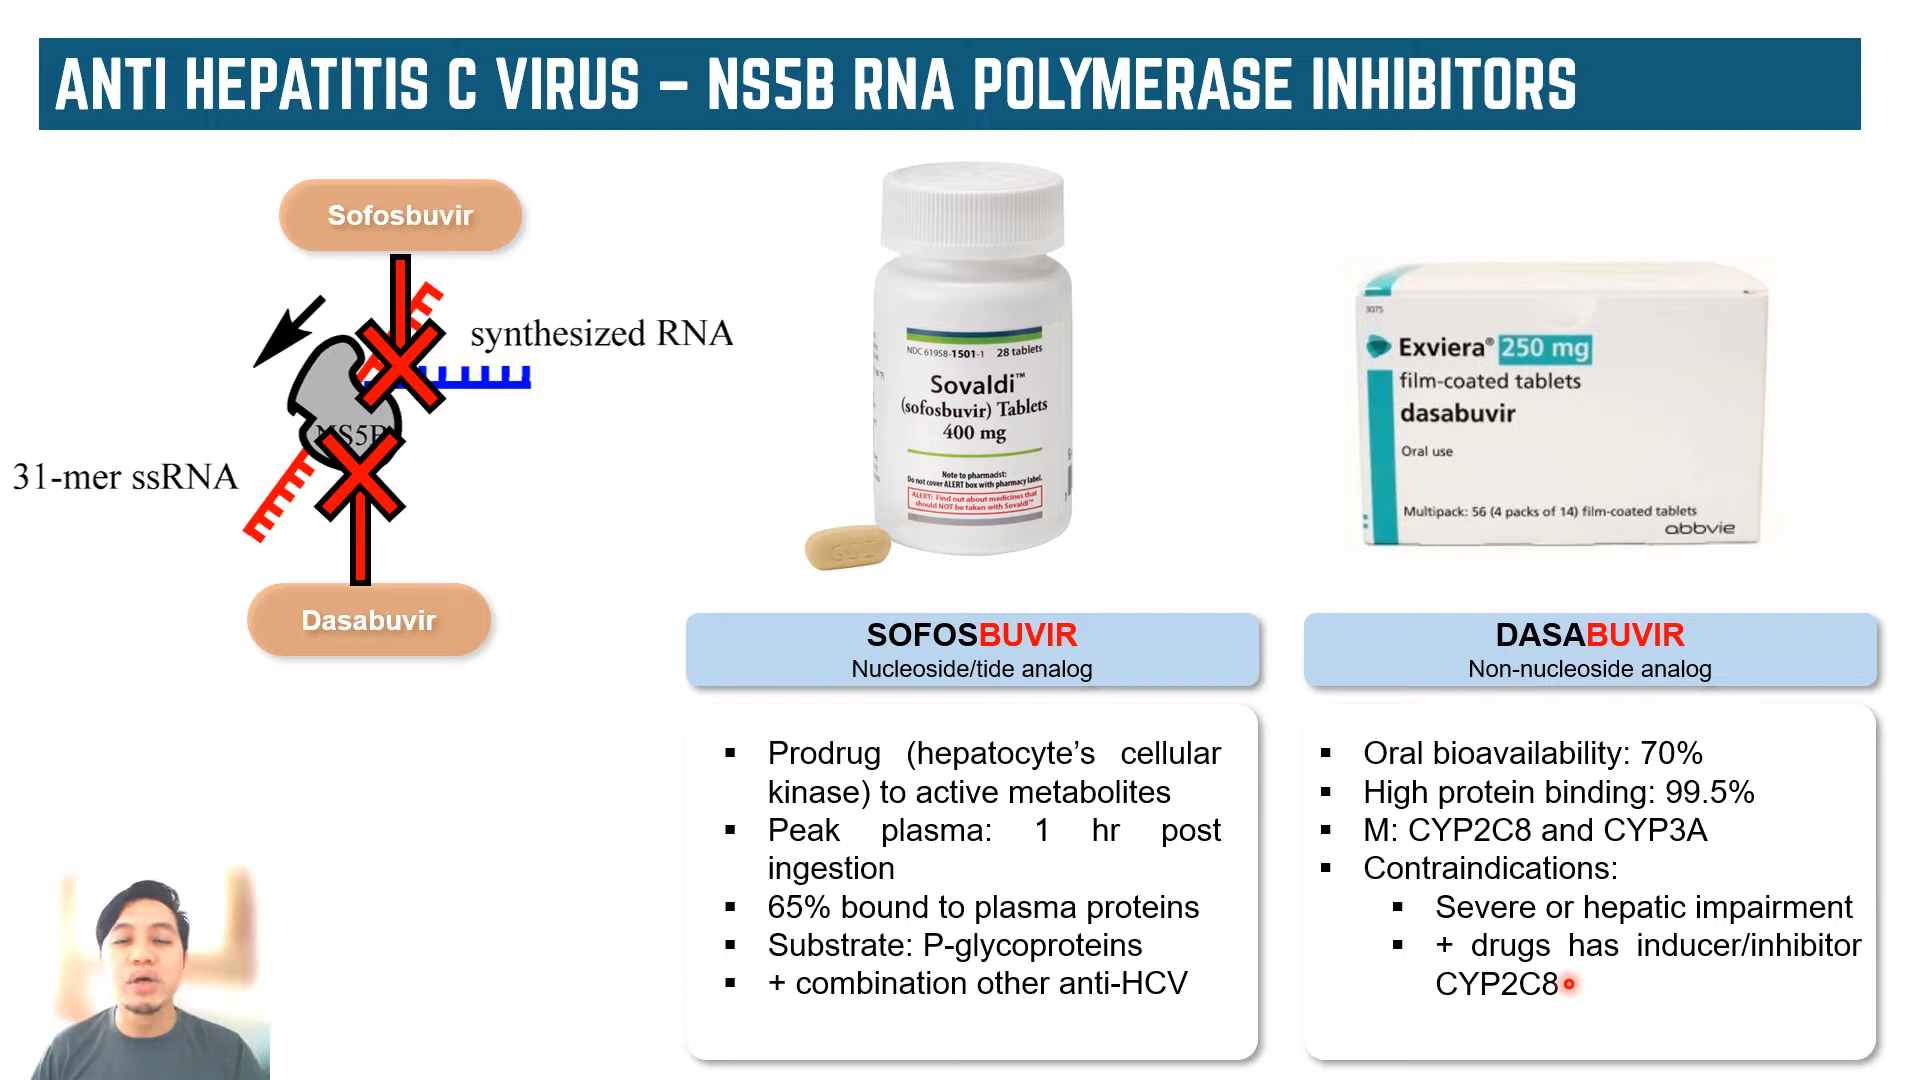 ANTI HEPATITIS C VIRUS – NS5B RNA POLYMERASE INHIBITORS
Sofosbuvir
synthesized RNA
NS5B
31-mer ssRNA
Dasabuvir
NDC 61958-1501-1 28 tablets
Sovaldi™
(sofosbuvir) Tablets
400 mg
Note to pharmacist:
Do not cover ALERT box with pharmacy label.
ALERT: Find out about medicines that
should NOT be taken with Sovaldi™
GSI
3075
Exviera® 250 mg
film-coated tablets
dasabuvir
Oral use
Multipack: 56 (4 packs of 14) film-coated tablets
abbvie
SOFOSBUVIR
Nucleoside/tide analog
▪ Prodrug (hepatocyte’s cellular
kinase) to active metabolites
▪ Peak plasma: 1 hr post
ingestion
▪ 65% bound to plasma proteins
▪ Substrate: P-glycoproteins
▪ + combination other anti-HCV
DASABUVIR
Non-nucleoside analog
▪ Oral bioavailability: 70%
▪ High protein binding: 99.5%
▪ M: CYP2C8 and CYP3A
▪ Contraindications:
▪ Severe or hepatic impairment
▪ + drugs has inducer/inhibitor
CYP2C8